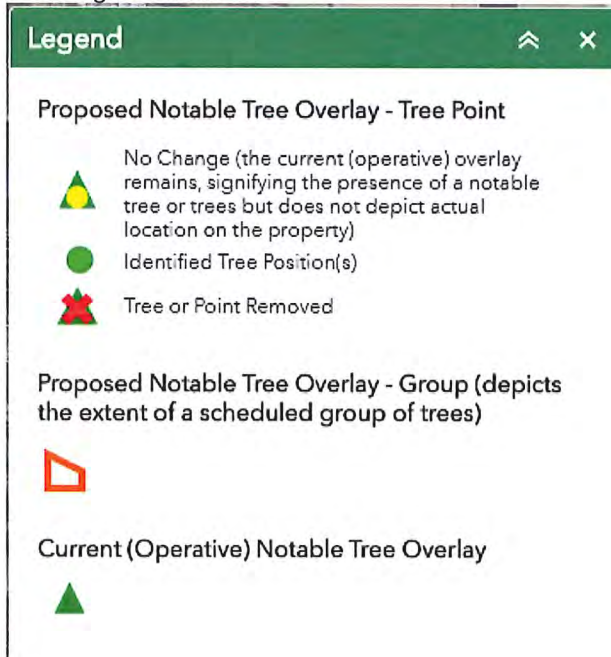 Legend
Proposed Notable Tree Overlay - Tree Point
No Change (the current (operative) overlay
remains, signifying the presence of a notable
tree or trees but does not depict actual
location on the property)
Identified Tree Position(s)
Tree or Point Removed
Proposed Notable Tree Overlay - Group (depicts
the extent of a scheduled group of trees)
Current (Operative) Notable Tree Overlay